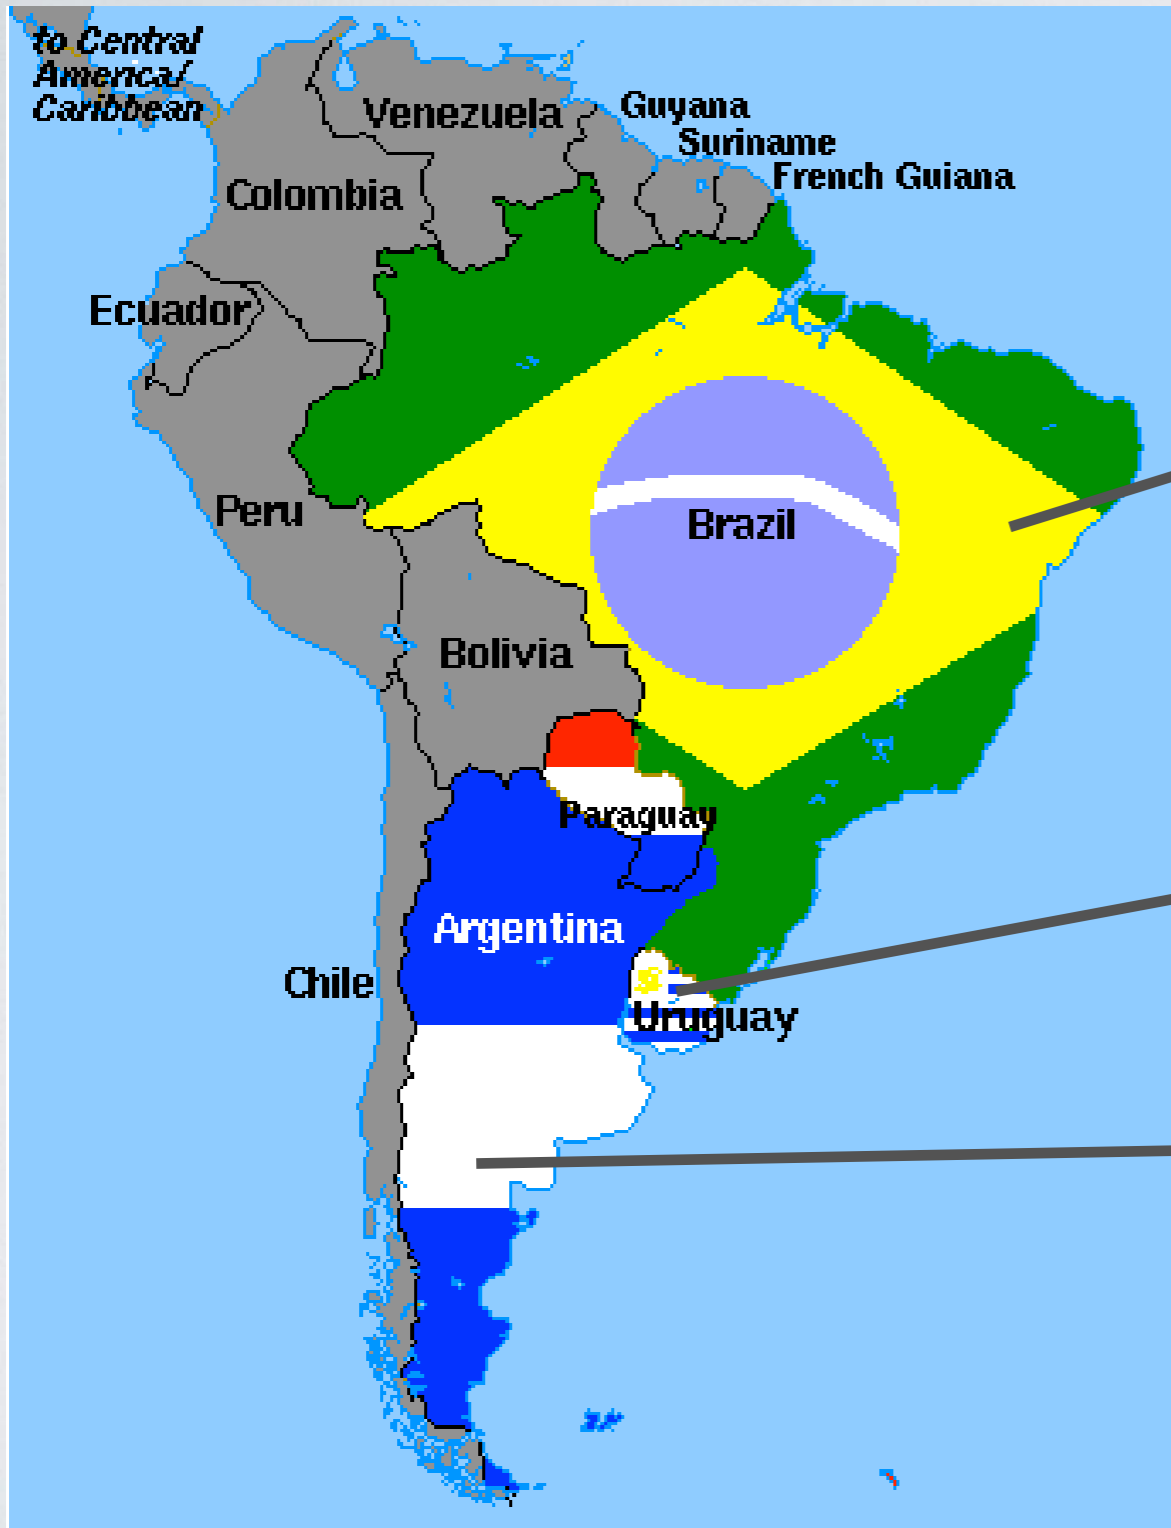 to Central
America/
Caribbean
Venezuela
Guyana
Suriname
French Guiana
Colombia
Ecuador
Peru
Brazil
Bolivia
Paraguay
Argentina
Chile
Uruguay